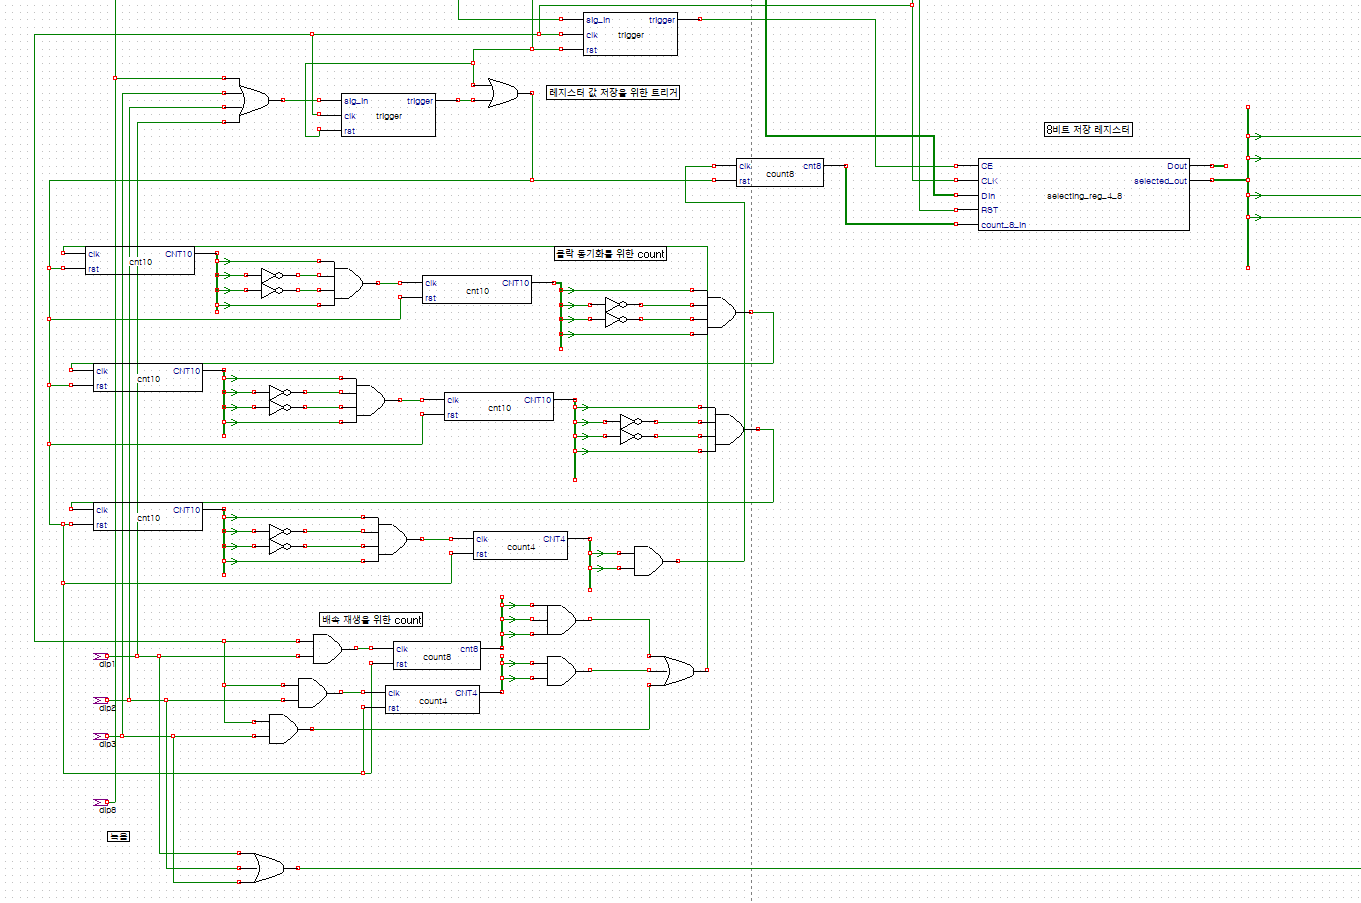 sig_in trigger
clk trigger
rst
레지스터 값 저장을 위한 트리거
sig_in trigger
clk trigger
rst
8비트 저장 레지스터
clk cnt8
rst count8
CE Dout
CLK selected_out
Din selecting_reg_4_8
RST
count_8_in
클락 동기화를 위한 count
clk CNT10
rst cnt10
clk CNT10
rst cnt10
clk CNT10
rst cnt10
clk CNT10
rst cnt10
clk CNT10
rst cnt10
clk CNT4
rst count4
배속 재생을 위한 count
clk cnt8
rst count8
dip1
clk CNT4
rst count4
dip2
dip3
dip8
녹음